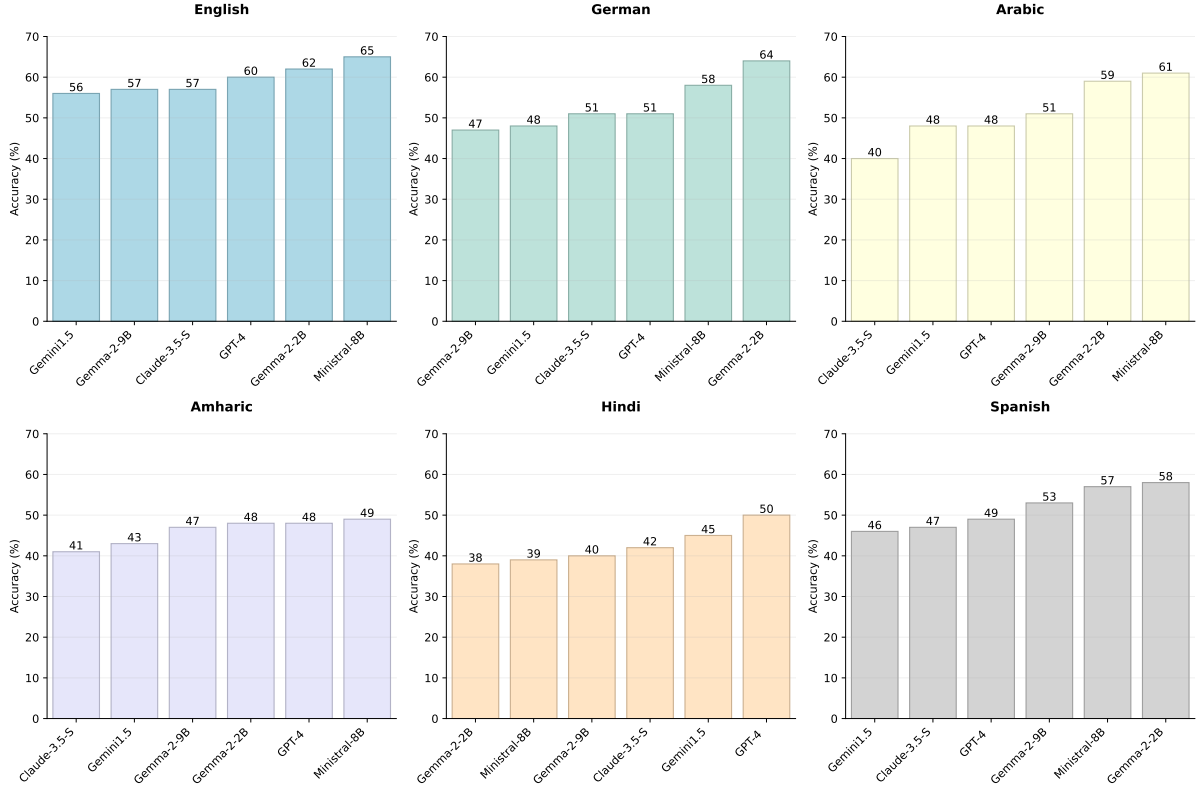 English
Accuracy (%)
70
60
50
40
30
20
10
0
56
57
57
60
62
65
Gemini1.5
Gemma-2-9B
Claude-3.5-S
GPT-4
Gemma-2-2B
Ministral-8B
German
Accuracy (%)
70
60
50
40
30
20
10
0
47
48
51
51
58
64
Gemma-2-9B
Gemini1.5
Claude-3.5-S
GPT-4
Ministral-8B
Gemma-2-2B
Arabic
Accuracy (%)
70
60
50
40
30
20
10
0
40
48
48
51
59
61
Claude-3.5-S
Gemini1.5
GPT-4
Gemma-2-9B
Gemma-2-2B
Ministral-8B
Amharic
Accuracy (%)
70
60
50
40
30
20
10
0
41
43
47
48
48
49
Claude-3.5-S
Gemini1.5
Gemma-2-9B
Gemma-2-2B
GPT-4
Ministral-8B
Hindi
Accuracy (%)
70
60
50
40
30
20
10
0
38
39
40
42
45
50
Gemma-2-2B
Ministral-8B
Gemma-2-9B
Claude-3.5-S
Gemini1.5
GPT-4
Spanish
Accuracy (%)
70
60
50
40
30
20
10
0
46
47
49
53
57
58
Gemini1.5
Claude-3.5-S
GPT-4
Gemma-2-9B
Ministral-8B
Gemma-2-2B